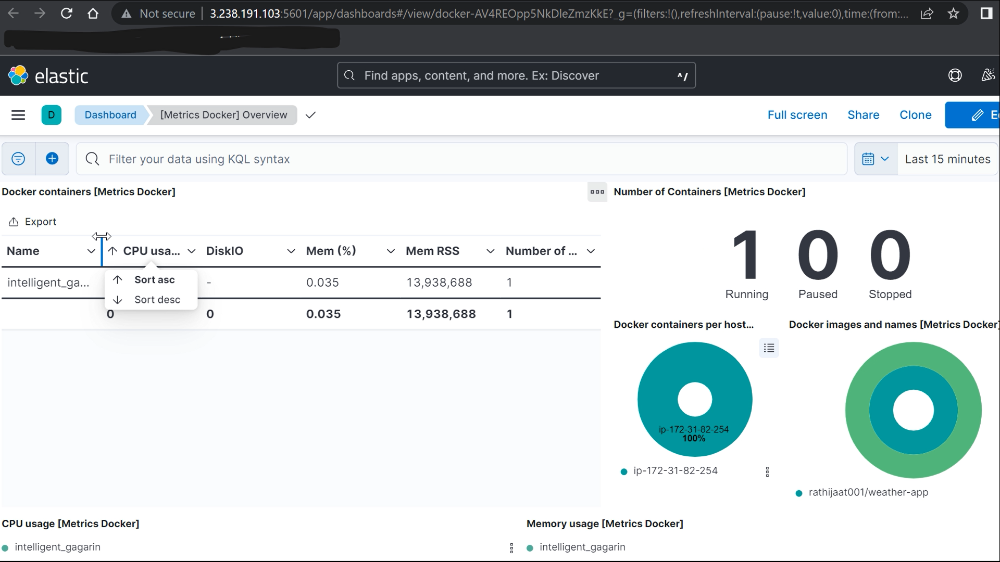 Not secure
3.238.191.103:5601/app/dashboards#/view/docker-AV4REOpp5NkDleZmzKkE?_g=(filters:!(),refreshInterval:(pause:!t,value:0),time:(from:...
elastic
Find apps, content, and more. Ex: Discover
^/
D
Dashboard
[Metrics Docker] Overview
Full screen
Share
Clone
Filter your data using KQL syntax
Last 15 minutes
Docker containers [Metrics Docker]
Export
Name CPU usa... DiskIO Mem (%) Mem RSS Number of ...
Sort asc
Sort desc
intelligent_ga... - 0.035 13,938,688 1
0 0 0.035 13,938,688 1
Number of Containers [Metrics Docker]
1 0 0
Running Paused Stopped
Docker containers per host...
ip-172-31-82-254
100%
ip-172-31-82-254
Docker images and names [Metrics Docker]
rathijaat001/weather-app
CPU usage [Metrics Docker]
intelligent_gagarin
Memory usage [Metrics Docker]
intelligent_gagarin